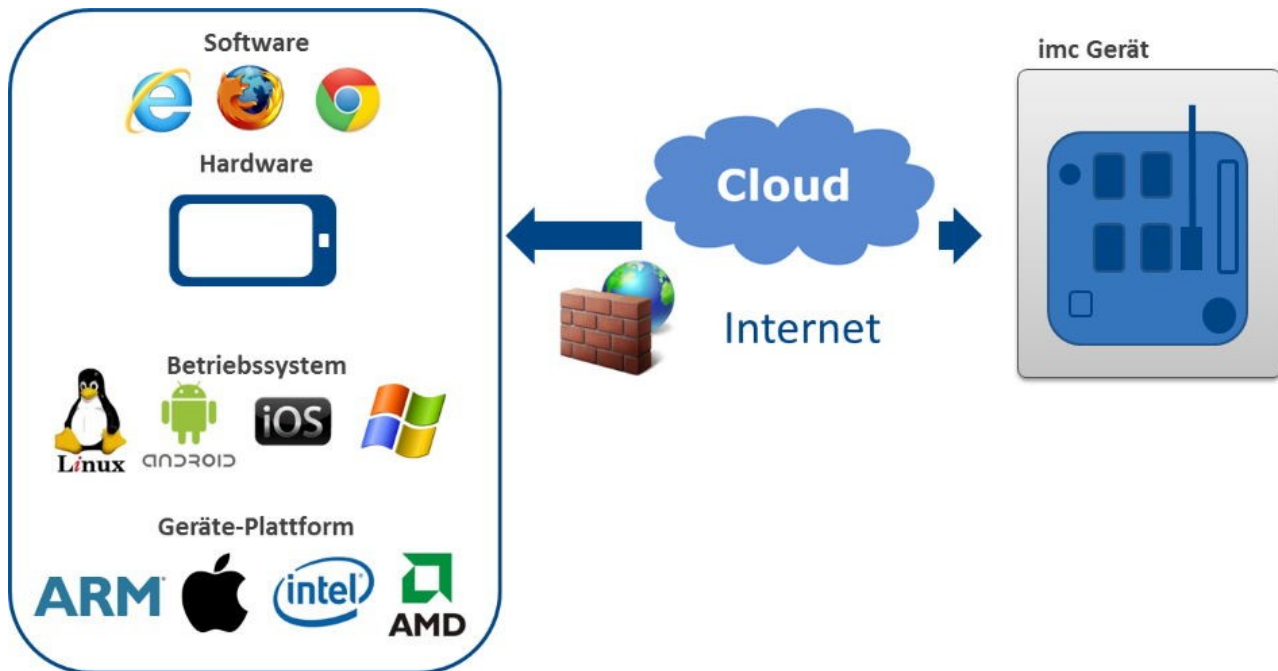 Software
imc Gerät
Hardware
Cloud
Internet
Betriebssystem
Linux
ANDROID
iOS
Geräte-Plattform
ARM
intel
AMD